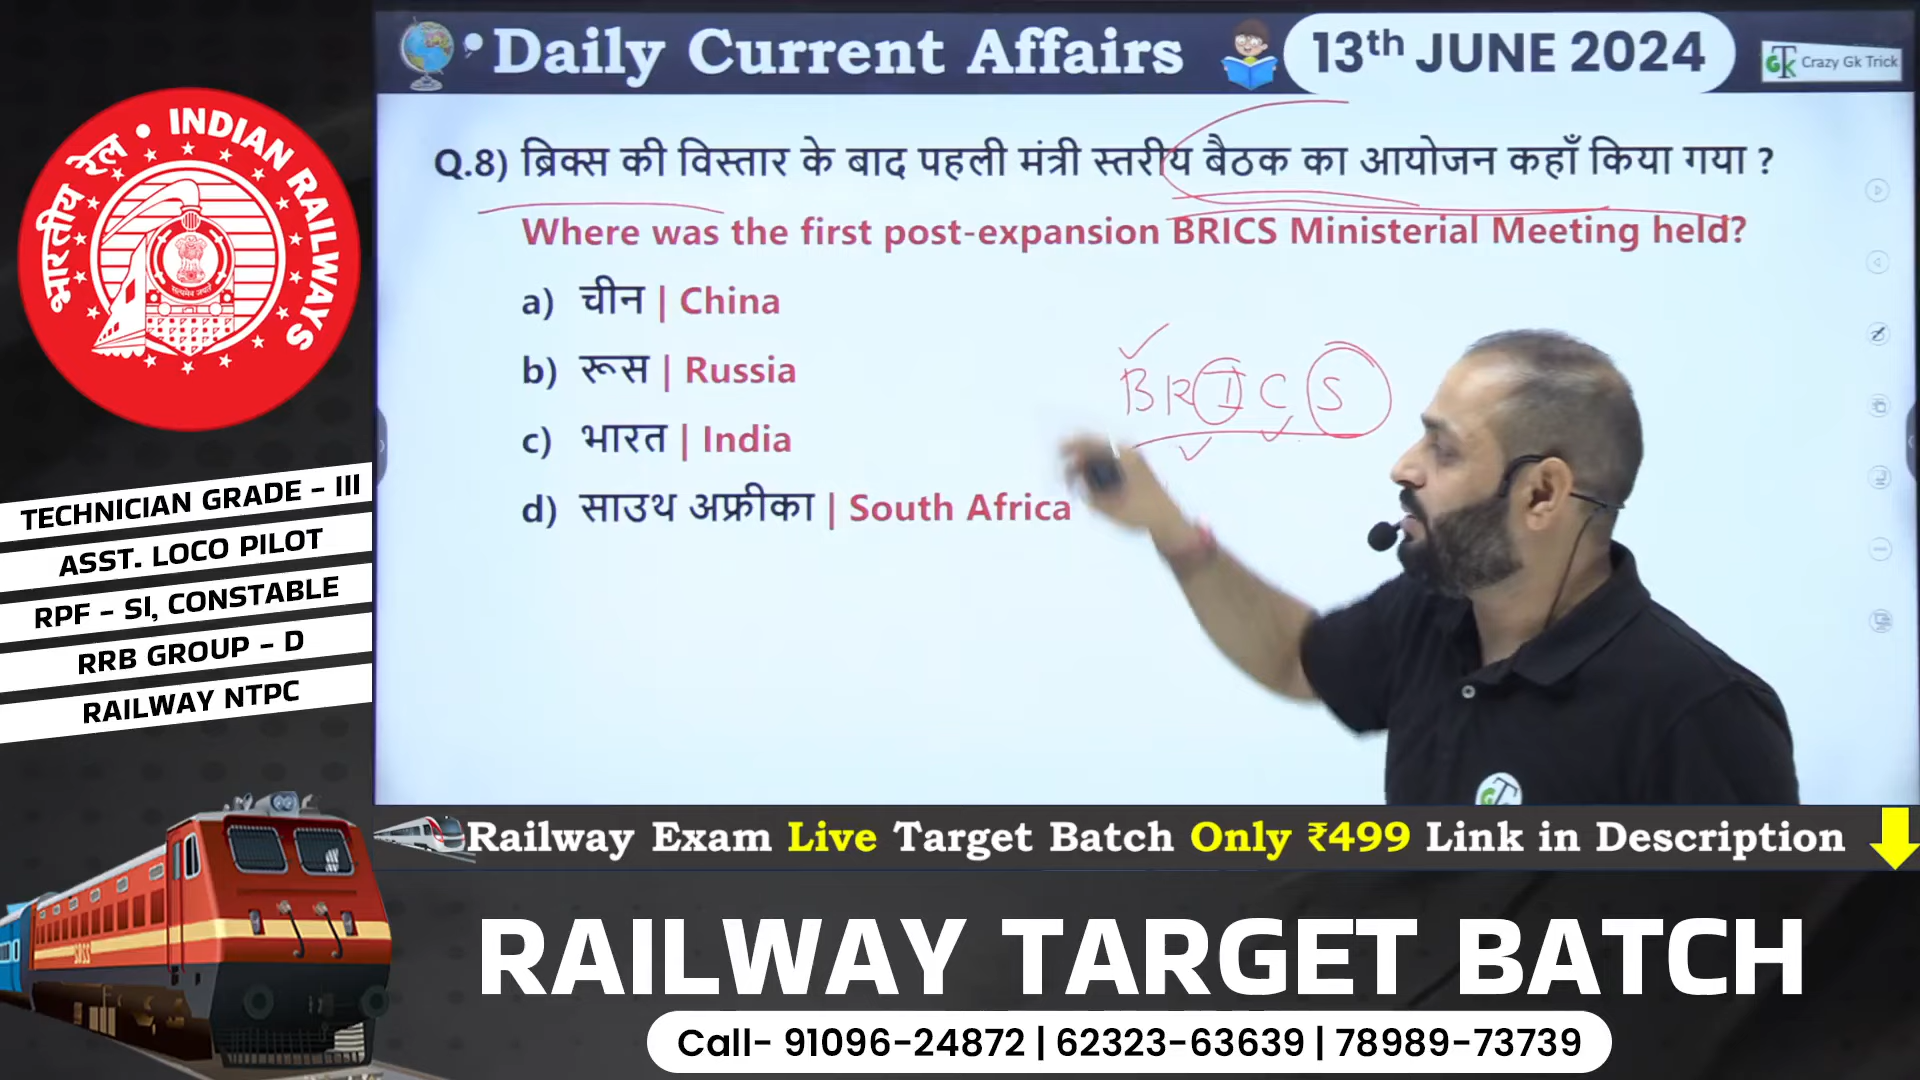 Daily Current Affairs
13th JUNE 2024
GTk Crazy Gk Trick
भारतीय रेल • INDIAN RAILWAYS
Q.8) ब्रिक्स की विस्तार के बाद पहली मंत्री स्तरीय बैठक का आयोजन कहाँ किया गया ?
Where was the first post-expansion BRICS Ministerial Meeting held?
a) चीन | China
b) रूस | Russia
c) भारत | India
d) साउथ अफ्रीका | South Africa
BRICS
TECHNICIAN GRADE – III
ASST. LOCO PILOT
RPF – SI, CONSTABLE
RRB GROUP – D
RAILWAY NTPC
Railway Exam Live Target Batch Only ₹499 Link in Description
RAILWAY TARGET BATCH
Call- 91096-24872 | 62323-63639 | 78989-73739